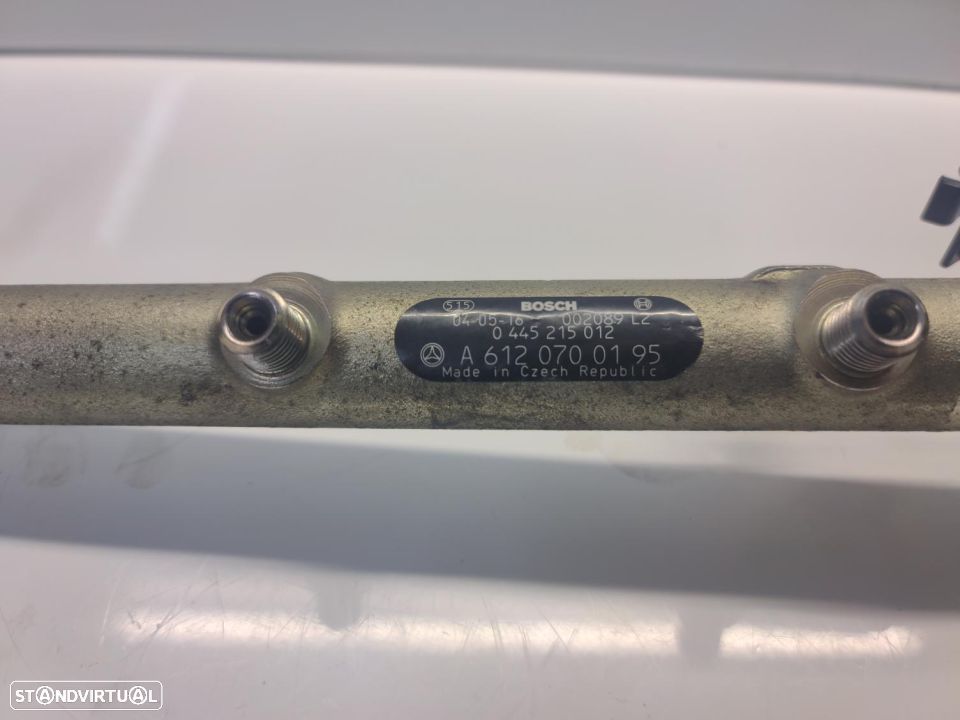 515 BOSCH
04-05-18 002089 L2
0 445 215 012
A 612 070 01 95
Made in Czech Republic
STANDVIRTUAL